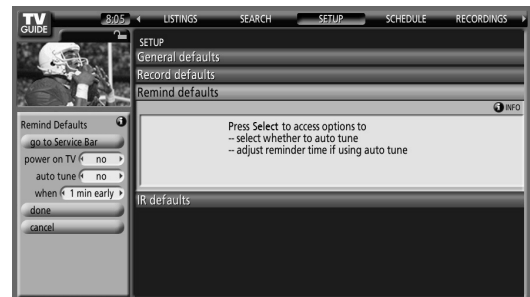 TV
GUIDE
8:05
LISTINGS
SEARCH
SETUP
SCHEDULE
RECORDINGS
SETUP
General defaults
Record defaults
Remind defaults
INFO
Press Select to access options to
-- select whether to auto tune
-- adjust reminder time if using auto tune
IR defaults
Remind Defaults
go to Service Bar
power on TV no
auto tune no
when 1 min early
done
cancel